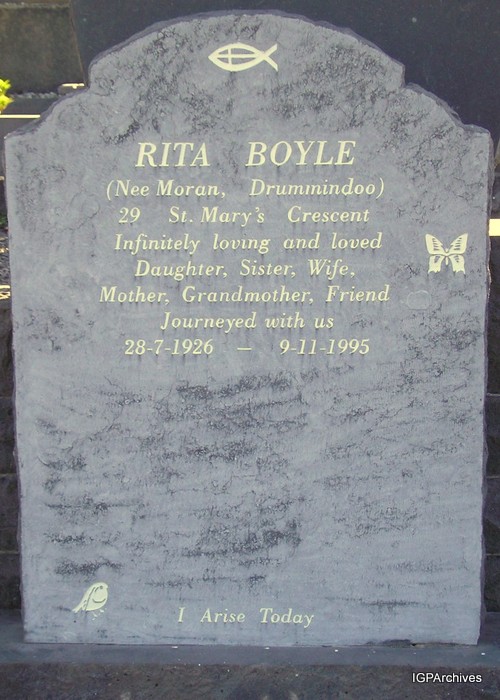 RITA BOYLE
(Nee Moran, Drumnindoo)
29 St. Mary's Crescent
Infinitely loving and loved
Daughter, Sister, Wife,
Mother, Grandmother, Friend
Journeyed with us
28-7-1926 — 9-11-1995
I Arise Today
IGPArchives